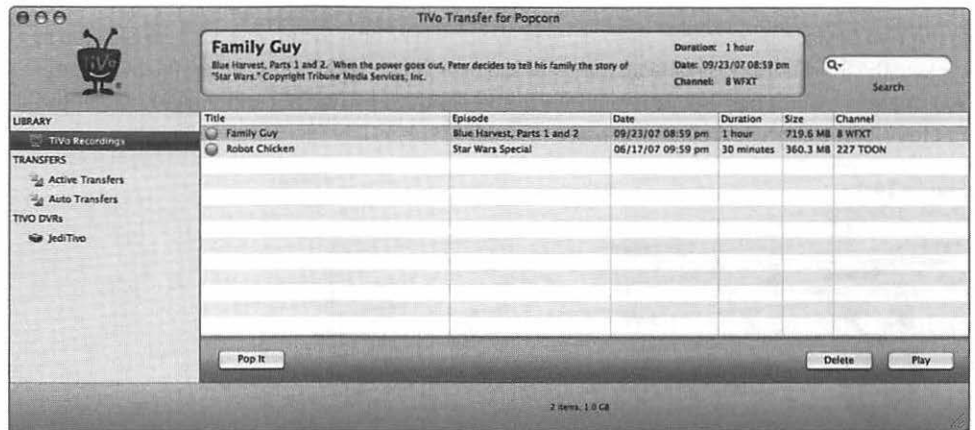 TiVo Transfer for Popcorn
TiVo
Family Guy
Blue Harvest, Parts 1 and 2. When the power goes out, Peter decides to tell his family the story of
"Star Wars." Copyright Tribune Media Services, Inc.
Duration: 1 hour
Date: 09/23/07 08:59 pm
Channel: 8 WFXT
Search
LIBRARY
TiVo Recordings
TRANSFERS
Active Transfers
Auto Transfers
TIVO DVRs
JediTivo
Title Episode Date Duration Size Channel
Family Guy Blue Harvest, Parts 1 and 2 09/23/07 08:59 pm 1 hour 719.6 MB 8 WFXT
Robot Chicken Star Wars Special 06/17/07 09:59 pm 30 minutes 360.3 MB 227 TOON
Pop It Delete Play
2 items, 1.0 GB